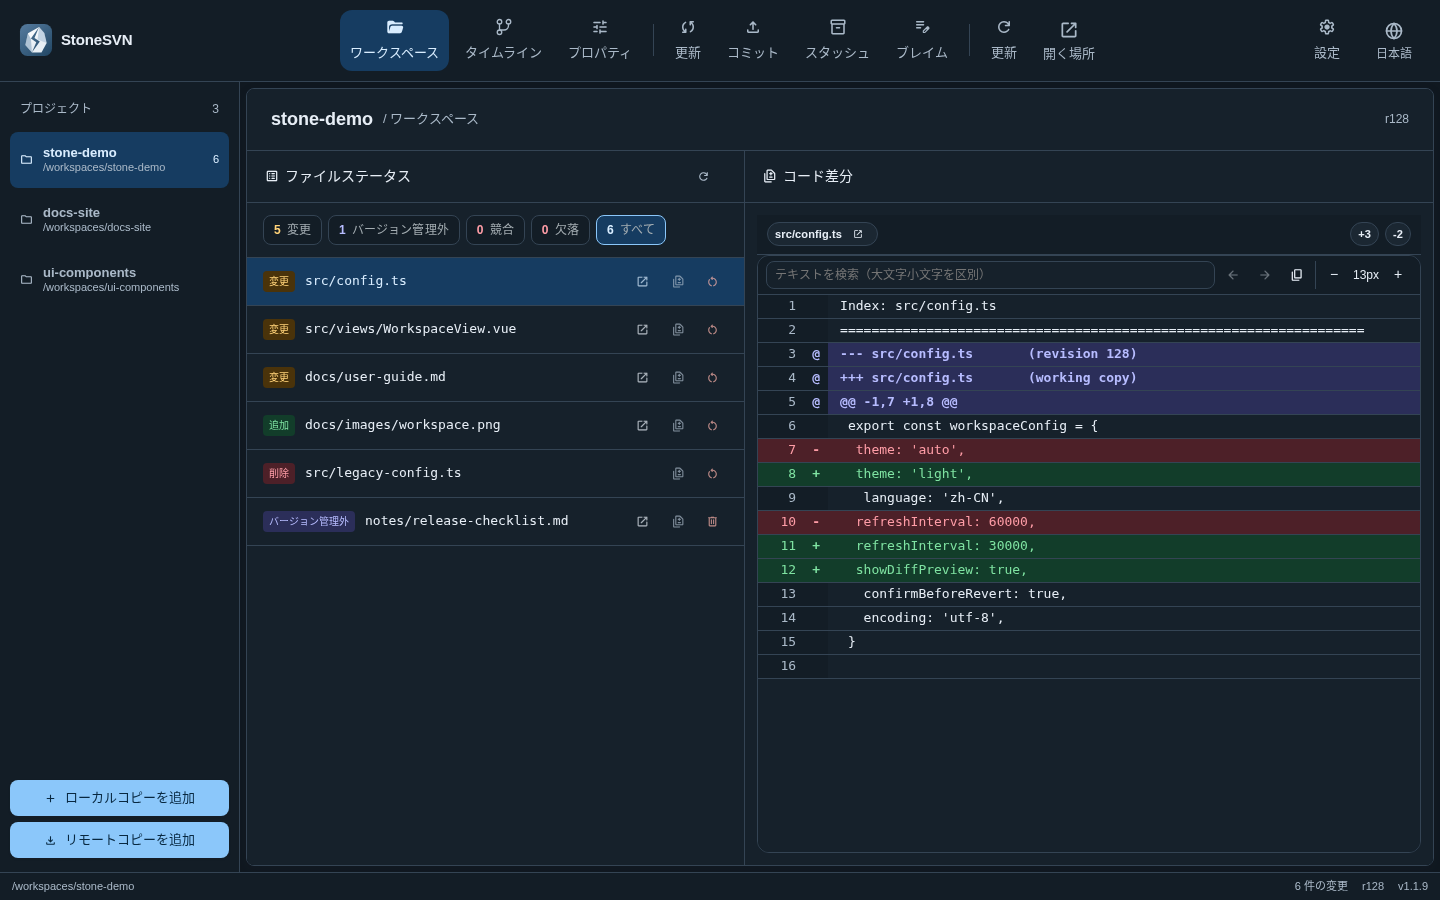 StoneSVN
ワークスペース
タイムライン
プロパティ
更新
コミット
スタッシュ
ブレイム
更新
開く場所
設定
日本語
プロジェクト 3
stone-demo
/workspaces/stone-demo
6
docs-site
/workspaces/docs-site
ui-components
/workspaces/ui-components
ローカルコピーを追加
リモートコピーを追加
stone-demo / ワークスペース r128
ファイルステータス
5 変更 1 バージョン管理外 0 競合 0 欠落 6 すべて
変更 src/config.ts
変更 src/views/WorkspaceView.vue
変更 docs/user-guide.md
追加 docs/images/workspace.png
削除 src/legacy-config.ts
バージョン管理外 notes/release-checklist.md
コード差分
src/config.ts +3 -2
テキストを検索（大文字小文字を区別） − 13px +
1 Index: src/config.ts
2 ===================================================================
3 @ --- src/config.ts (revision 128)
4 @ +++ src/config.ts (working copy)
5 @ @@ -1,7 +1,8 @@
6 export const workspaceConfig = {
7 - theme: 'auto',
8 + theme: 'light',
9 language: 'zh-CN',
10 - refreshInterval: 60000,
11 + refreshInterval: 30000,
12 + showDiffPreview: true,
13 confirmBeforeRevert: true,
14 encoding: 'utf-8',
15 }
16
/workspaces/stone-demo 6 件の変更 r128 v1.1.9